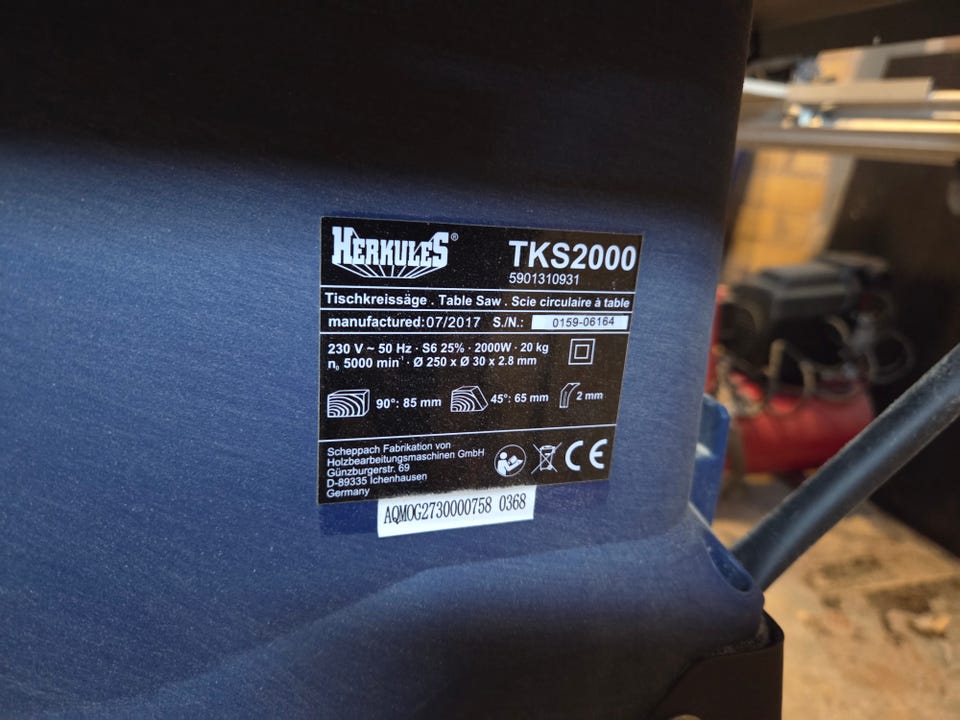 HERKULES® TKS2000
5901310931
Tischkreissäge . Table Saw . Scie circulaire à table
manufactured: 07/2017 S./N.: 0159-06164
230 V ~ 50 Hz · S6 25% · 2000W · 20 kg
n₀ 5000 min⁻¹ · Ø 250 x Ø 30 x 2.8 mm
90°: 85 mm 45°: 65 mm 2 mm
Scheppach Fabrikation von
Holzbearbeitungsmaschinen GmbH
Günzburgerstr. 69
D-89335 Ichenhausen
Germany
CE
AQMOG2730000758 0368